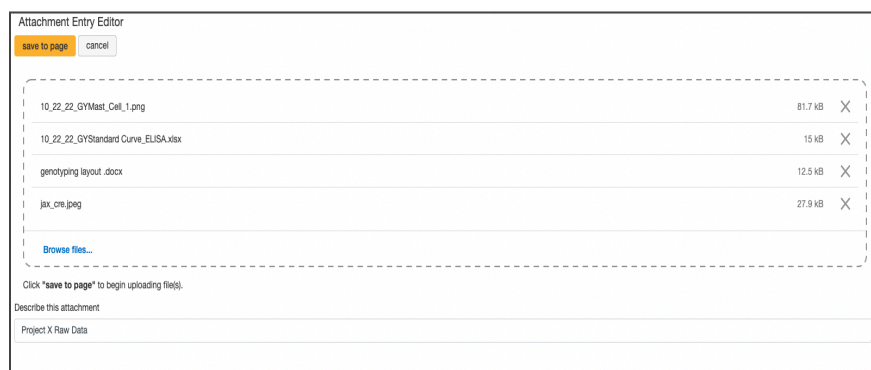 Attachment Entry Editor
save to page cancel
10_22_22_GYMast_Cell_1.png 81.7 kB
10_22_22_GYStandard Curve_ELISA.xlsx 15 kB
genotyping layout .docx 12.5 kB
jax_cre.jpeg 27.9 kB
Browse files...
Click "save to page" to begin uploading file(s).
Describe this attachment
Project X Raw Data